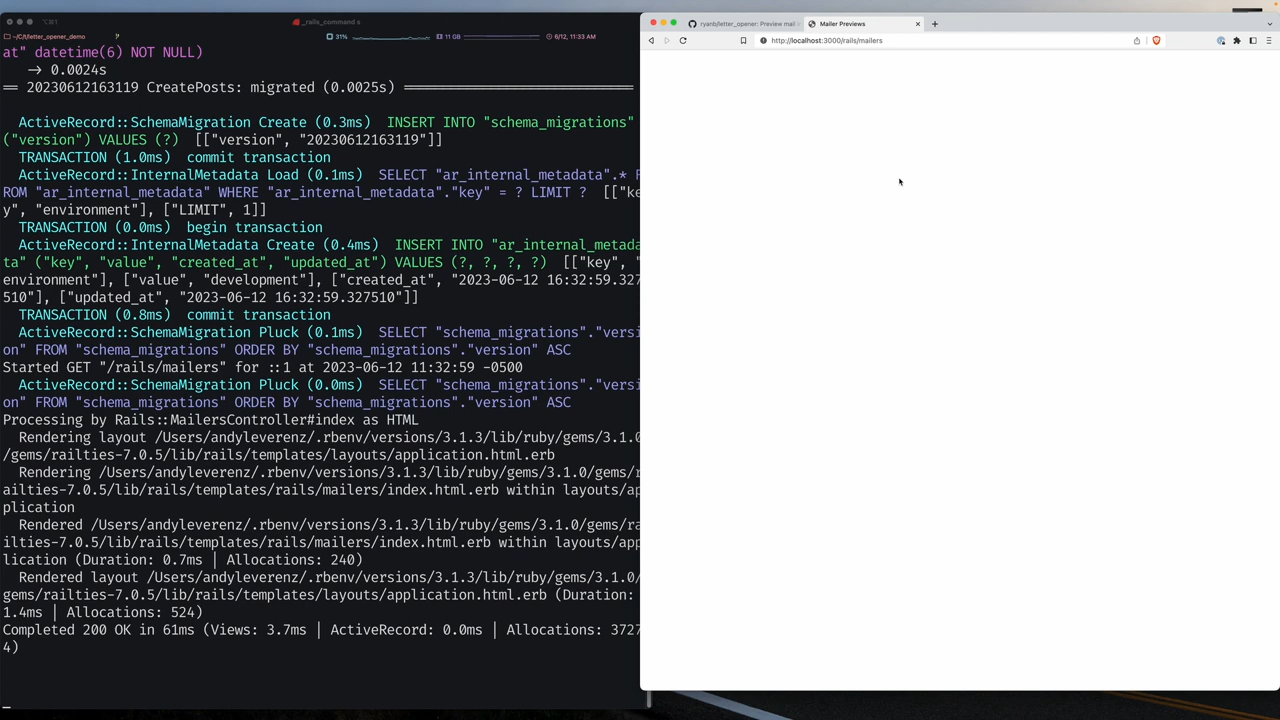 ⌥⌘1
_rails_command s
~/C/t/letter_opener_demo
31%
11 GB
6/12, 11:33 AM
at" datetime(6) NOT NULL)
-> 0.0024s
== 20230612163119 CreatePosts: migrated (0.0025s) ==========================
ActiveRecord::SchemaMigration Create (0.3ms)  INSERT INTO "schema_migrations"
("version") VALUES (?)  [["version", "20230612163119"]]
TRANSACTION (1.0ms)  commit transaction
ActiveRecord::InternalMetadata Load (0.1ms)  SELECT "ar_internal_metadata".* F
ROM "ar_internal_metadata" WHERE "ar_internal_metadata"."key" = ? LIMIT ?  [["ke
y", "environment"], ["LIMIT", 1]]
TRANSACTION (0.0ms)  begin transaction
ActiveRecord::InternalMetadata Create (0.4ms)  INSERT INTO "ar_internal_metada
ta" ("key", "value", "created_at", "updated_at") VALUES (?, ?, ?, ?)  [["key", "
environment"], ["value", "development"], ["created_at", "2023-06-12 16:32:59.327
510"], ["updated_at", "2023-06-12 16:32:59.327510"]]
TRANSACTION (0.8ms)  commit transaction
ActiveRecord::SchemaMigration Pluck (0.1ms)  SELECT "schema_migrations"."versi
on" FROM "schema_migrations" ORDER BY "schema_migrations"."version" ASC
Started GET "/rails/mailers" for ::1 at 2023-06-12 11:32:59 -0500
ActiveRecord::SchemaMigration Pluck (0.0ms)  SELECT "schema_migrations"."versi
on" FROM "schema_migrations" ORDER BY "schema_migrations"."version" ASC
Processing by Rails::MailersController#index as HTML
Rendering layout /Users/andyleverenz/.rbenv/versions/3.1.3/lib/ruby/gems/3.1.0
/gems/railties-7.0.5/lib/rails/templates/layouts/application.html.erb
Rendering /Users/andyleverenz/.rbenv/versions/3.1.3/lib/ruby/gems/3.1.0/gems/r
ailties-7.0.5/lib/rails/templates/rails/mailers/index.html.erb within layouts/ap
plication
Rendered /Users/andyleverenz/.rbenv/versions/3.1.3/lib/ruby/gems/3.1.0/gems/ra
ilties-7.0.5/lib/rails/templates/rails/mailers/index.html.erb within layouts/app
lication (Duration: 0.7ms | Allocations: 240)
Rendered layout /Users/andyleverenz/.rbenv/versions/3.1.3/lib/ruby/gems/3.1.0/
gems/railties-7.0.5/lib/rails/templates/layouts/application.html.erb (Duration:
1.4ms | Allocations: 524)
Completed 200 OK in 61ms (Views: 3.7ms | ActiveRecord: 0.0ms | Allocations: 3727
4)
ryanb/letter_opener: Preview mail
Mailer Previews
http://localhost:3000/rails/mailers